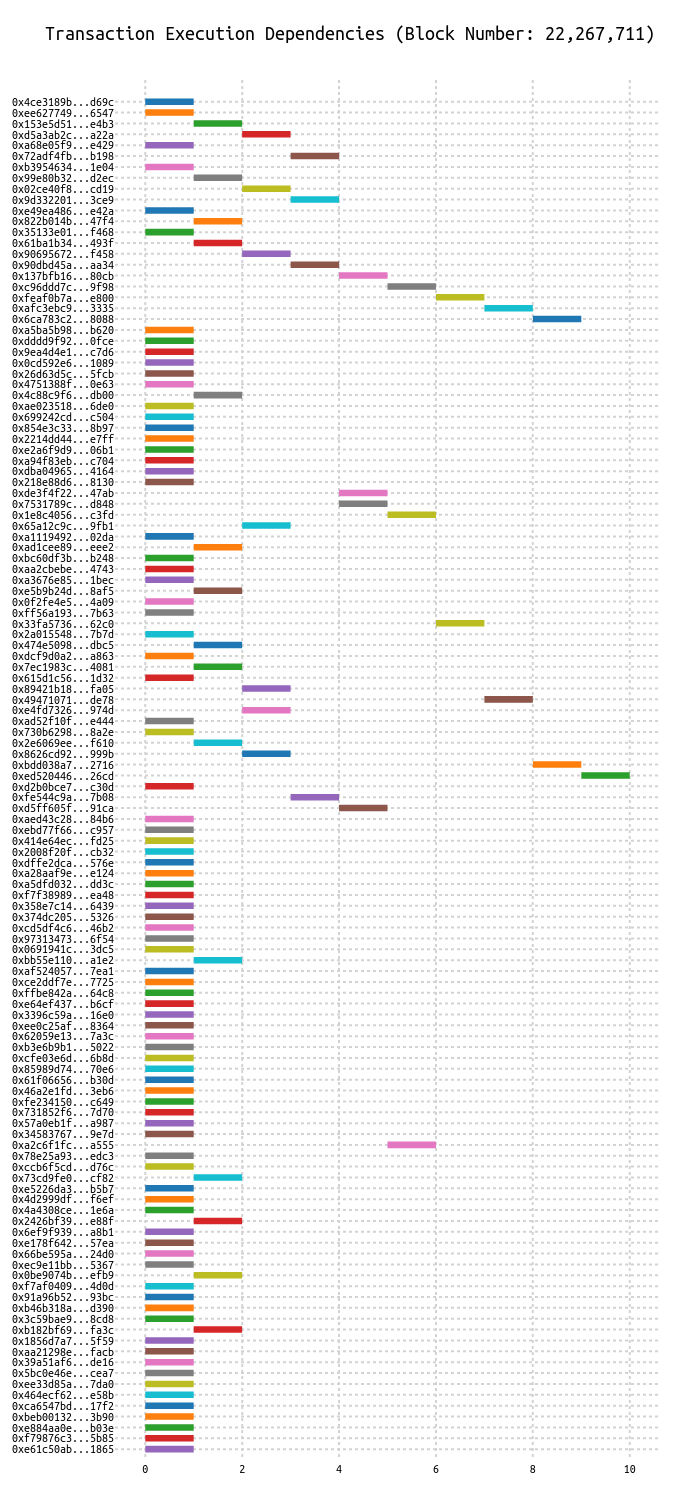 Transaction Execution Dependencies (Block Number: 22,267,711)
0x4ce3189b...d69c
0xee627749...6547
0x153e5d51...e4b3
0xd5a3ab2c...a22a
0xa68e05f9...e429
0x72adf4fb...b198
0xb3954634...1e04
0x99e80b32...d2ec
0x02ce40f8...cd19
0x9d332201...3ce9
0xe49ea486...e42a
0x822b014b...47f4
0x35133e01...f468
0x61ba1b34...493f
0x90695672...f458
0x90dbd45a...aa34
0x137bfb16...80cb
0xc96ddd7c...9f98
0xfeaf0b7a...e800
0xafc3ebc9...3335
0x6ca783c2...8088
0xa5ba5b98...b620
0xdddd9f92...0fce
0x9ea4d4e1...c7d6
0x0cd592e6...1089
0x26d63d5c...5fcb
0x4751388f...0e63
0x4c88c9f6...db00
0xae023518...6de0
0x699242cd...c504
0x854e3c33...8b97
0x2214dd44...e7ff
0xe2a6f9d9...06b1
0xa94f83eb...c704
0xdba04965...4164
0x218e88d6...8130
0xde3f4f22...47ab
0x7531789c...d848
0x1e8c4056...c3fd
0x65a12c9c...9fb1
0xa1119492...02da
0xad1cee89...eee2
0xbc60df3b...b248
0xaa2cbebe...4743
0xa3676e85...1bec
0xe5b9b24d...8af5
0x0f2fe4e5...4a09
0xff56a193...7b63
0x33fa5736...62c0
0x2a015548...7b7d
0x474e5098...dbc5
0xdcf9d0a2...a863
0x7ec1983c...4081
0x615d1c56...1d32
0x89421b18...fa05
0x49471071...de78
0xe4fd7326...974d
0xad52f10f...e444
0x730b6298...8a2e
0x2e6069ee...f610
0x8626cd92...999b
0xbdd038a7...2716
0xed520446...26cd
0xd2b0bce7...c30d
0xfe544c9a...7b08
0xd5ff605f...91ca
0xaed43c28...84b6
0xebd77f66...c957
0x414e64ec...fd25
0x2008f20f...cb32
0xdffe2dca...576e
0xa28aaf9e...e124
0xa5dfd032...dd3c
0xf7f38989...ea48
0x358e7c14...6439
0x374dc205...5326
0xcd5df4c6...46b2
0x97313473...6f54
0x0691941c...3dc5
0xbb55e110...a1e2
0xaf524057...7ea1
0xce2ddf7e...7725
0xffbe842a...64c8
0xe64ef437...b6cf
0x3396c59a...16e0
0xee0c25af...8364
0x62059e13...7a3c
0xb3e6b9b1...5022
0xcfe03e6d...6b8d
0x85989d74...70e6
0x61f06656...b30d
0x46a2e1fd...3eb6
0xfe234150...c649
0x731852f6...7d70
0x57a0eb1f...a987
0x34583767...9e7d
0xa2c6f1fc...a555
0x78e25a93...edc3
0xccb6f5cd...d76c
0x73cd9fe0...cf82
0xe5226da3...b5b7
0x4d2999df...f6ef
0x4a4308ce...1e6a
0x2426bf39...e88f
0x6ef9f939...a8b1
0xe178f642...57ea
0x66be595a...24d0
0xec9e11bb...5367
0x0be9074b...efb9
0xf7af0409...4d0d
0x91a96b52...93bc
0xb46b318a...d390
0x3c59bae9...8cd8
0xb182bf69...fa3c
0x1856d7a7...5f59
0xaa21298e...facb
0x39a51af6...de16
0x5bc0e46e...cea7
0xee33d85a...7da0
0x464ecf62...e58b
0xca6547bd...17f2
0xbeb00132...3b90
0xe884aa0e...b03e
0xf79876c3...5b85
0xe61c50ab...1865
0 2 4 6 8 10